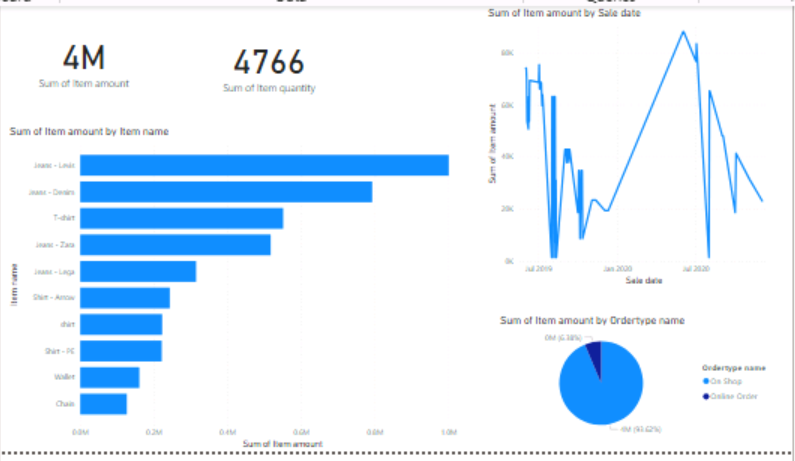 4M
Sum of Item amount
4766
Sum of Item quantity
Sum of Item amount by Item name
Item name
Jeans - Levis
Jeans - Denim
T-shirt
Jeans - Zara
Shirt - Arrow
shirt
Shirt - PE
Wallet
Chain
0.0M 0.2M 0.4M 0.6M 0.8M 1.0M
Sum of Item amount
Sum of Item amount by Sale date
Sum of Item amount
80K
60K
40K
20K
0K
Jul 2019 Jan 2020 Jul 2020
Sale date
Sum of Item amount by Ordertype name
0M (6.38%)
4M (93.62%)
Ordertype name
On Shop
Online Order